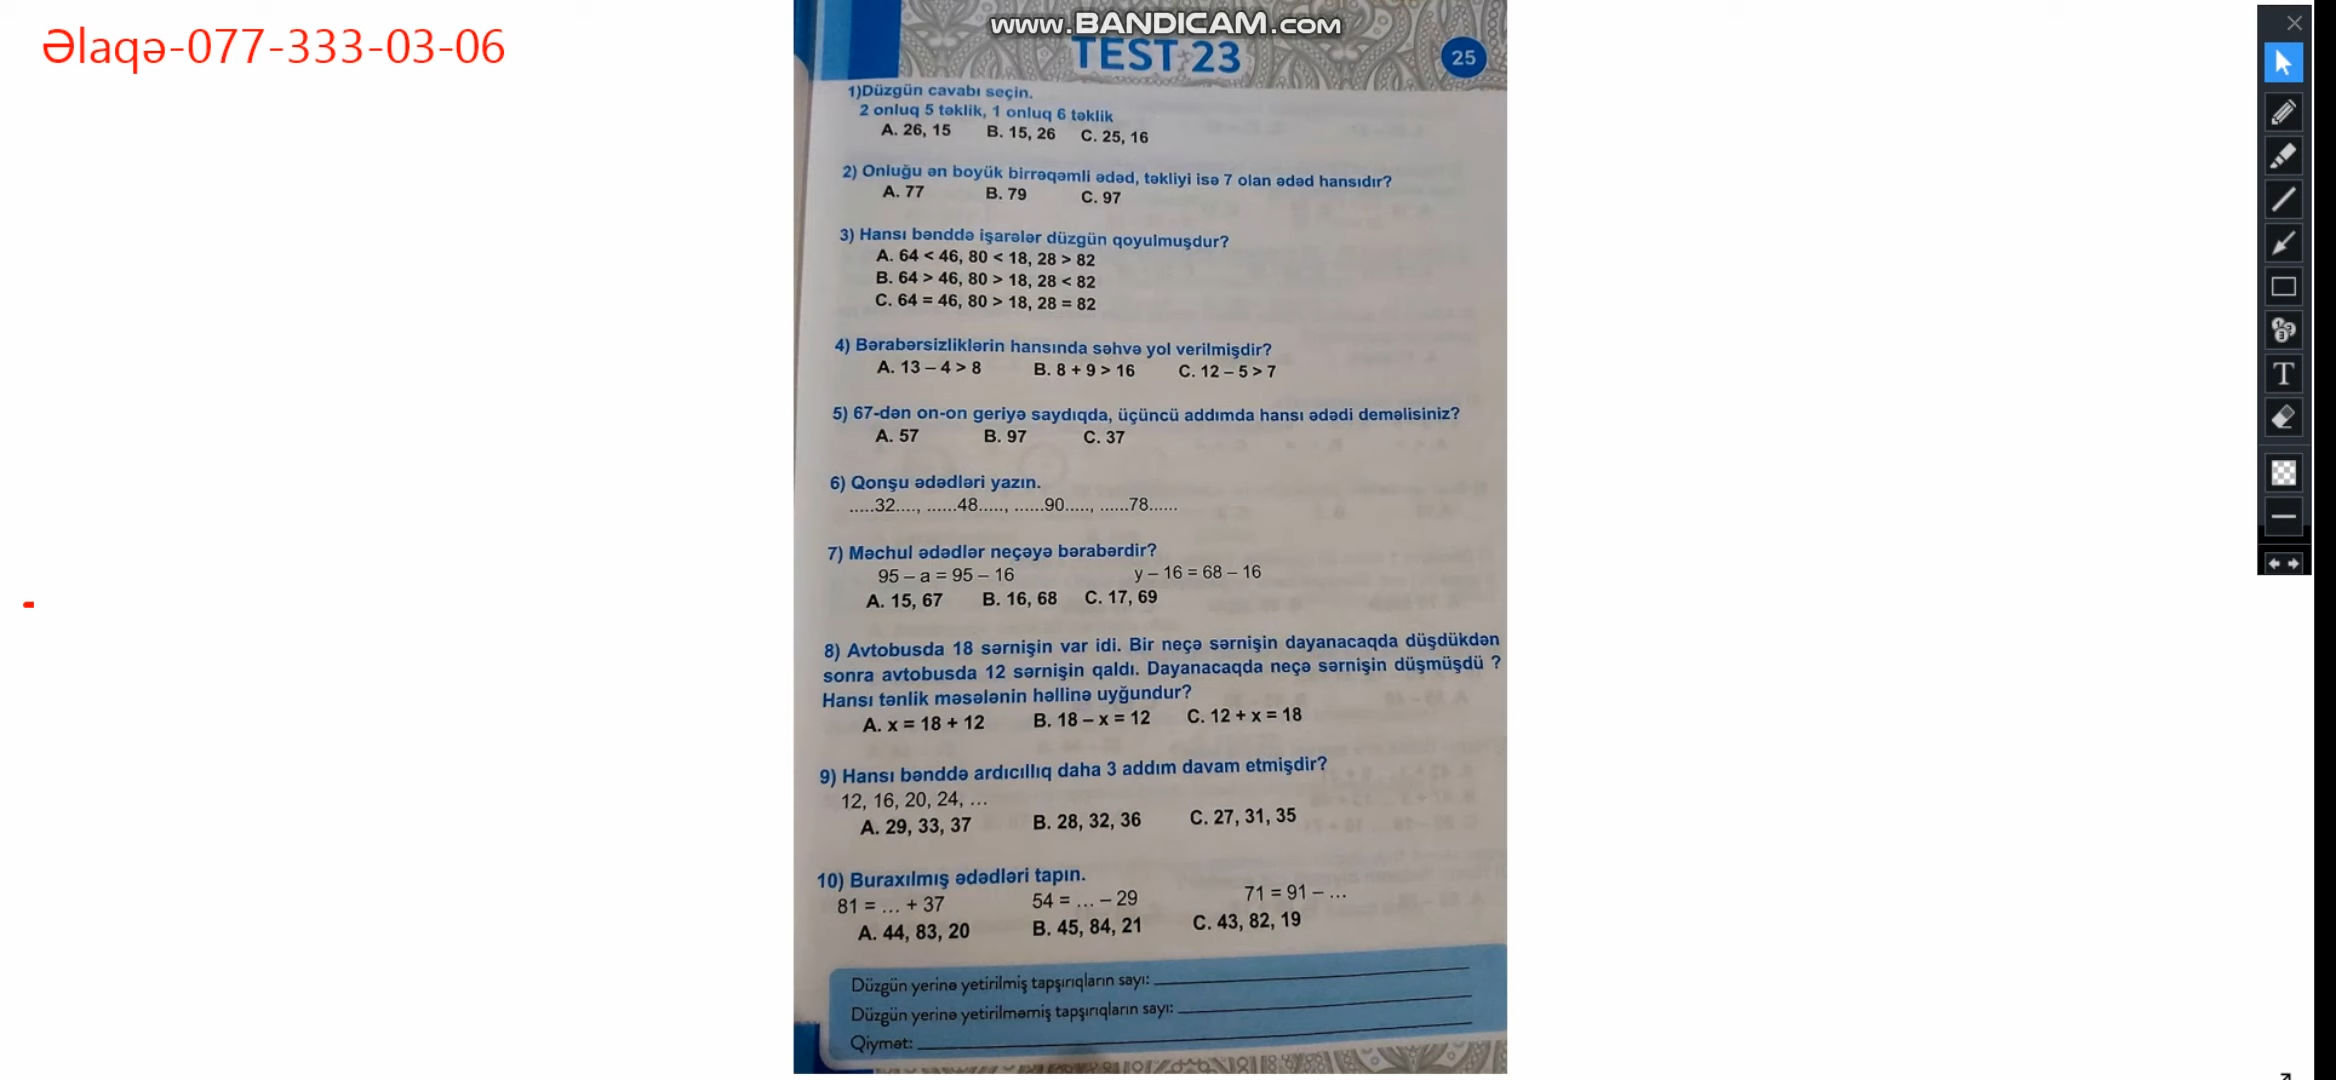 Əlaqə-077-333-03-06
www.BANDICAM.com
TEST 23
25
1)Düzgün cavabı seçin.
2 onluq 5 təklik, 1 onluq 6 təklik
A. 26, 15 B. 15, 26 C. 25, 16
2) Onluğu ən boyük birrəqəmli ədəd, təkliyi isə 7 olan ədəd hansıdır?
A. 77 B. 79 C. 97
3) Hansı bənddə işarələr düzgün qoyulmuşdur?
A. 64 < 46, 80 < 18, 28 > 82
B. 64 > 46, 80 > 18, 28 < 82
C. 64 = 46, 80 > 18, 28 = 82
4) Bərabərsizliklərin hansında səhvə yol verilmişdir?
A. 13 – 4 > 8 B. 8 + 9 > 16 C. 12 – 5 > 7
5) 67-dən on-on geriyə saydıqda, üçüncü addımda hansı ədədi deməlisiniz?
A. 57 B. 97 C. 37
6) Qonşu ədədləri yazın.
.....32...., ......48....., ......90....., ......78......
7) Məchul ədədlər neçəyə bərabərdir?
95 – a = 95 – 16 y – 16 = 68 – 16
A. 15, 67 B. 16, 68 C. 17, 69
8) Avtobusda 18 sərnişin var idi. Bir neçə sərnişin dayanacaqda düşdükdən
sonra avtobusda 12 sərnişin qaldı. Dayanacaqda neçə sərnişin düşmüşdü ?
Hansı tənlik məsələnin həllinə uyğundur?
A. x = 18 + 12 B. 18 – x = 12 C. 12 + x = 18
9) Hansı bənddə ardıcıllıq daha 3 addım davam etmişdir?
12, 16, 20, 24, ...
A. 29, 33, 37 B. 28, 32, 36 C. 27, 31, 35
10) Buraxılmış ədədləri tapın.
81 = ... + 37 54 = ... – 29 71 = 91 – ...
A. 44, 83, 20 B. 45, 84, 21 C. 43, 82, 19
Düzgün yerinə yetirilmiş tapşırıqların sayı:
Düzgün yerinə yetirilməmiş tapşırıqların sayı:
Qiymət: